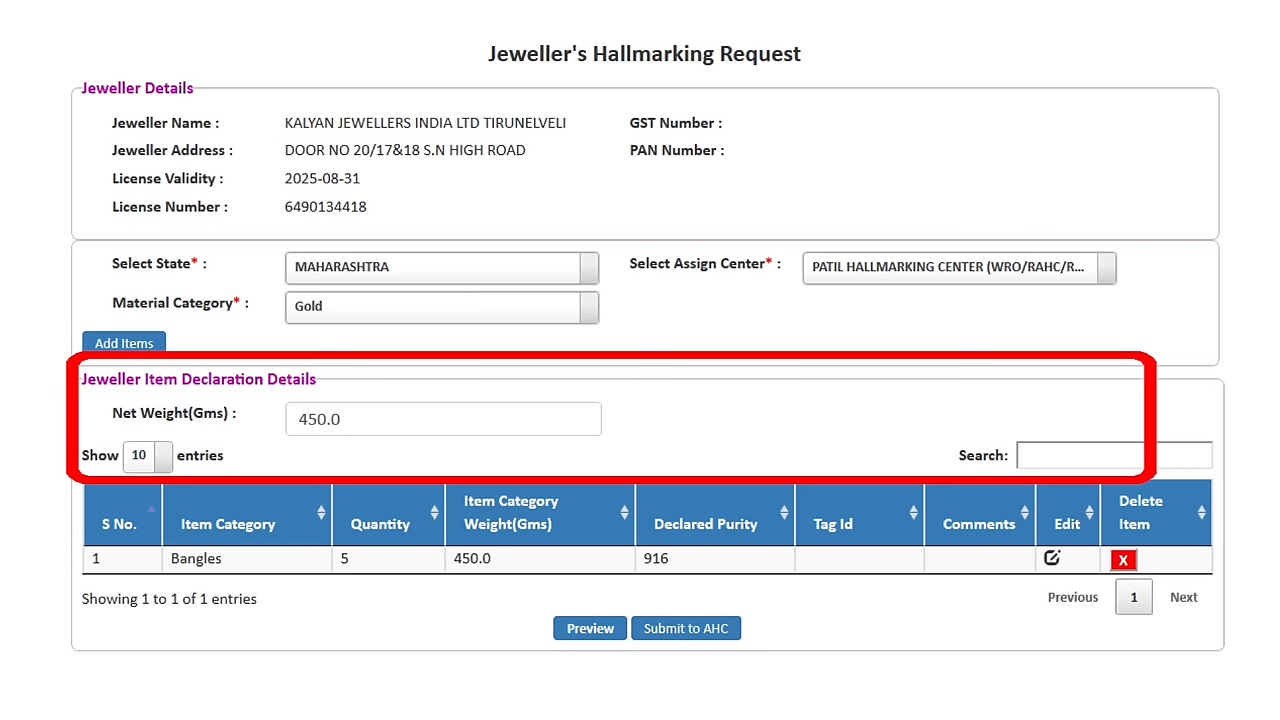 Jeweller's Hallmarking Request
Jeweller Details
Jeweller Name : KALYAN JEWELLERS INDIA LTD TIRUNELVELI GST Number :
Jeweller Address : DOOR NO 20/17&18 S.N HIGH ROAD PAN Number :
License Validity : 2025-08-31
License Number : 6490134418
Select State* : MAHARASHTRA Select Assign Center* : PATIL HALLMARKING CENTER (WRO/RAHC/R...
Material Category* : Gold
Add Items
Jeweller Item Declaration Details
Net Weight(Gms) : 450.0
Show 10 entries Search:
S No. Item Category Quantity Item Category Weight(Gms) Declared Purity Tag Id Comments Edit Delete Item
1 Bangles 5 450.0 916 X
Showing 1 to 1 of 1 entries Previous 1 Next
Preview Submit to AHC